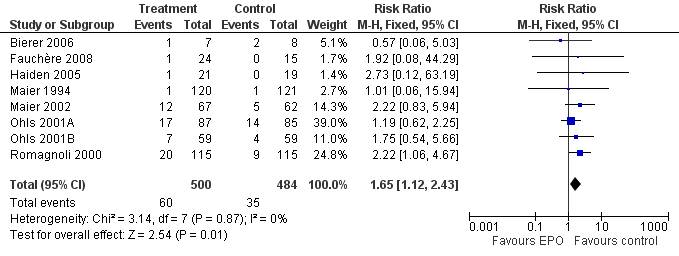 Treatment Control Risk Ratio Risk Ratio
Study or Subgroup Events Total Events Total Weight M-H, Fixed, 95% CI M-H, Fixed, 95% CI
Bierer 2006 1 7 2 8 5.1% 0.57 [0.06, 5.03]
Fauchère 2008 1 24 0 15 1.7% 1.92 [0.08, 44.29]
Haiden 2005 1 21 0 19 1.5% 2.73 [0.12, 63.19]
Maier 1994 1 120 1 121 2.8% 1.01 [0.06, 15.94]
Maier 2002 12 67 5 62 14.3% 2.22 [0.83, 5.94]
Ohls 2001A 17 87 14 85 39.0% 1.19 [0.62, 2.25]
Ohls 2001B 7 59 4 59 11.0% 1.75 [0.54, 5.66]
Romagnoli 2000 20 115 9 115 24.8% 2.22 [1.06, 4.67]
Total (95% CI) 500 484 100.0% 1.65 [1.12, 2.43]
Total events 60 35
Heterogeneity: Chi² = 3.14, df = 7 (P = 0.87); I² = 0%
Test for overall effect: Z = 2.54 (P = 0.01)
0.001 0.1 1 10 1000
Favours EPO Favours control